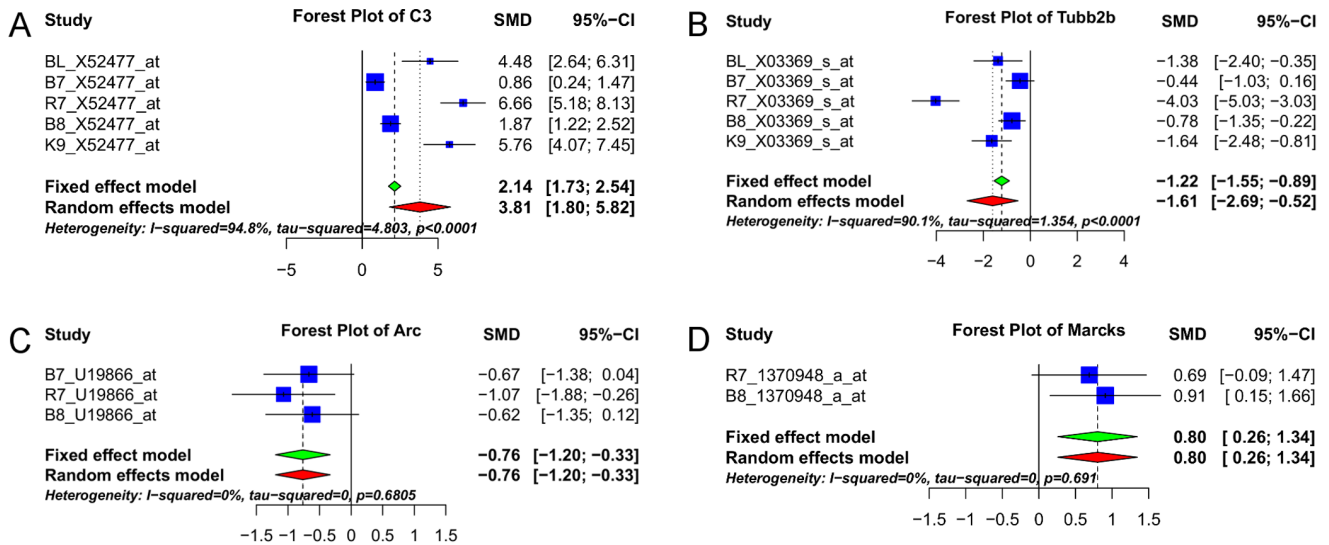 A
Study Forest Plot of C3 SMD 95%−CI
BL_X52477_at 4.48 [2.64; 6.31]
B7_X52477_at 0.86 [0.24; 1.47]
R7_X52477_at 6.66 [5.18; 8.13]
B8_X52477_at 1.87 [1.22; 2.52]
K9_X52477_at 5.76 [4.07; 7.45]
Fixed effect model 2.14 [1.73; 2.54]
Random effects model 3.81 [1.80; 5.82]
Heterogeneity: I−squared=94.8%, tau−squared=4.803, p<0.0001
−5 0 5
B
Study Forest Plot of Tubb2b SMD 95%−CI
BL_X03369_s_at −1.38 [−2.40; −0.35]
B7_X03369_s_at −0.44 [−1.03; 0.16]
R7_X03369_s_at −4.03 [−5.03; −3.03]
B8_X03369_s_at −0.78 [−1.35; −0.22]
K9_X03369_s_at −1.64 [−2.48; −0.81]
Fixed effect model −1.22 [−1.55; −0.89]
Random effects model −1.61 [−2.69; −0.52]
Heterogeneity: I−squared=90.1%, tau−squared=1.354, p<0.0001
−4 −2 0 2 4
C
Study Forest Plot of Arc SMD 95%−CI
B7_U19866_at −0.67 [−1.38; 0.04]
R7_U19866_at −1.07 [−1.88; −0.26]
B8_U19866_at −0.62 [−1.35; 0.12]
Fixed effect model −0.76 [−1.20; −0.33]
Random effects model −0.76 [−1.20; −0.33]
Heterogeneity: I−squared=0%, tau−squared=0, p=0.6805
−1.5 −1 −0.5 0 0.5 1 1.5
D
Study Forest Plot of Marcks SMD 95%−CI
R7_1370948_a_at 0.69 [−0.09; 1.47]
B8_1370948_a_at 0.91 [ 0.15; 1.66]
Fixed effect model 0.80 [ 0.26; 1.34]
Random effects model 0.80 [ 0.26; 1.34]
Heterogeneity: I−squared=0%, tau−squared=0, p=0.691
−1.5 −0.5 0 0.5 1 1.5